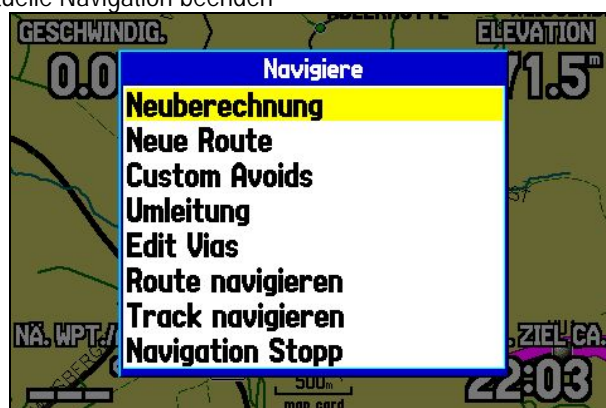 Navigation beenden
GESCHWINDIG.
ELEVATION
0.0
71.5"
Navigiere
Neuberechnung
Neue Route
Custom Avoids
Umleitung
Edit Vias
Route navigieren
Track navigieren
Navigation Stopp
NÄ. WPT./
ZIEL CA.
500m
22:03
map card